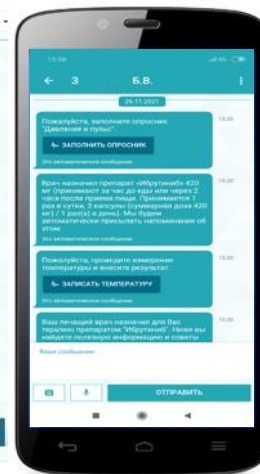 15:58
З Б.В.
26.11.2021
Пожалуйста, заполните опросник
"Давление и пульс".
ЗАПОЛНИТЬ ОПРОСНИК
Это автоматическое сообщение
Врач назначил препарат «Ибрутиниб» 420
мг (принимают за час до еды или через 2
часа после приема пищи. Принимается 1
раз в сутки, 3 капсулы (суммарная доза 420
мг) / 1 раз(а) в день). Мы будем
автоматически присылать напоминания об
этом.
Это автоматическое сообщение
Пожалуйста, проведите измерение
температуры и внесите результат.
ЗАПИСАТЬ ТЕМПЕРАТУРУ
Это автоматическое сообщение
Ваш лечащий врач назначил для Вас
терапию препаратом "Ибрутиниб". Ниже вы
найдете полезную информацию и советы
Ваше сообщение
ОТПРАВИТЬ